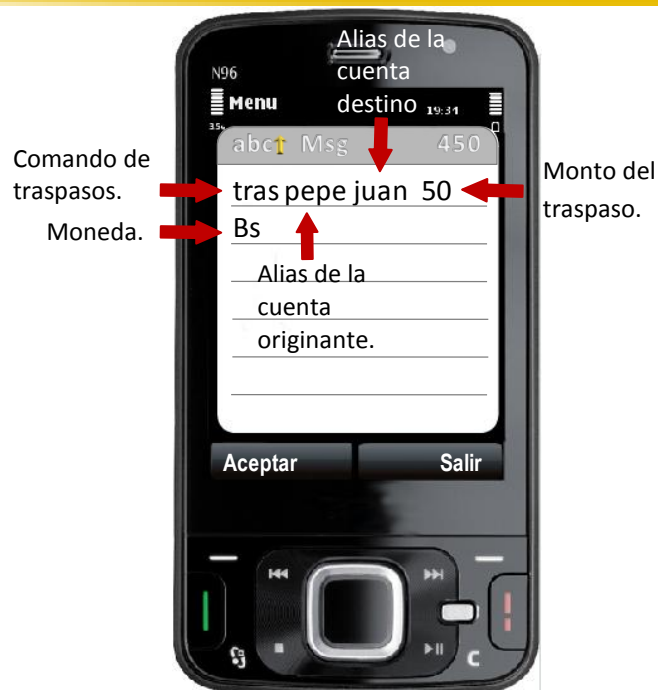 Alias de la
cuenta
destino
N96
Menu
19:31
abc Msg 450
Comando de
traspasos.
tras pepe juan 50
Monto del
traspaso.
Moneda.
Bs
Alias de la
cuenta
originante.
Aceptar Salir
C